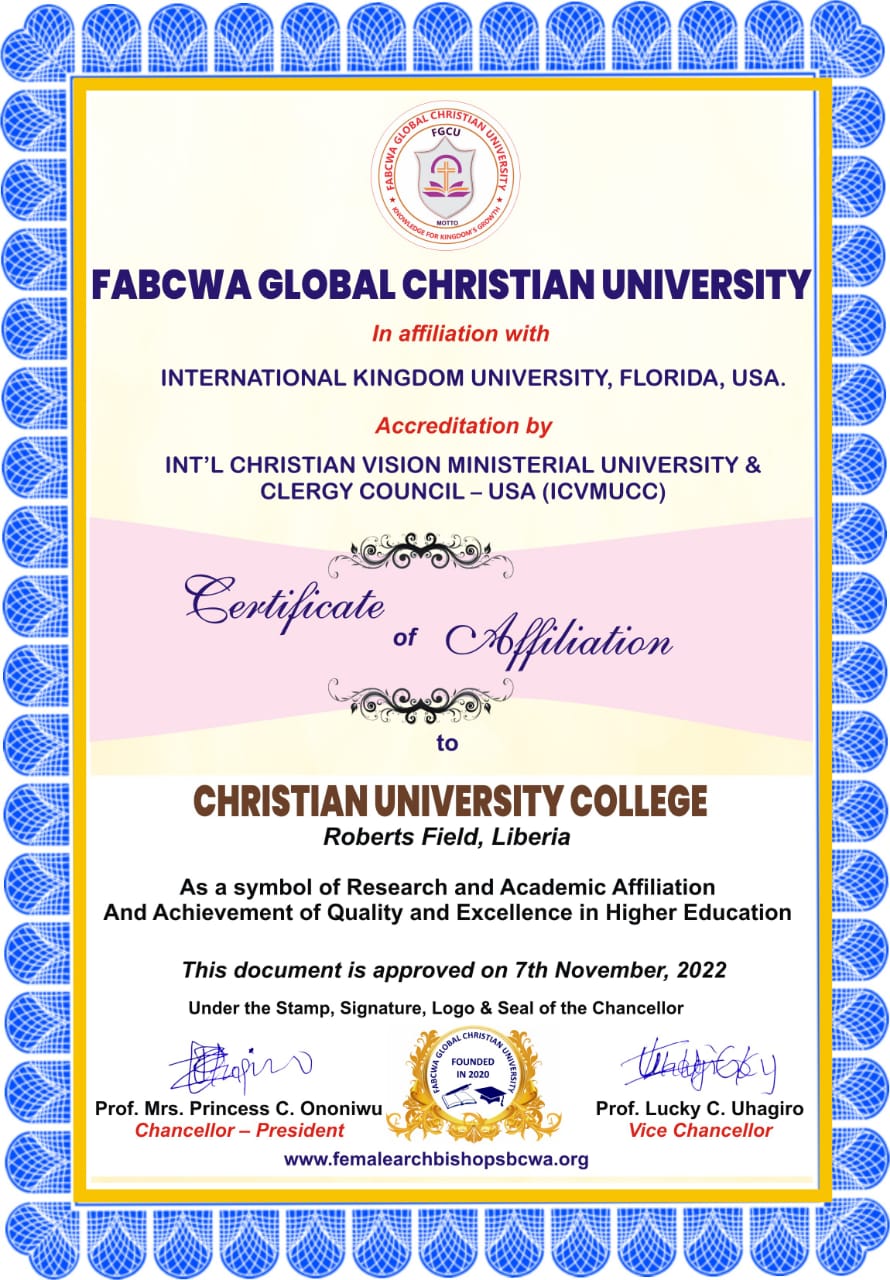 FABCWA GLOBAL CHRISTIAN UNIVERSITY
FGCU
MOTTO
★ KNOWLEDGE FOR KINGDOM'S GROWTH ★
FABCWA GLOBAL CHRISTIAN UNIVERSITY
In affiliation with
INTERNATIONAL KINGDOM UNIVERSITY, FLORIDA, USA.
Accreditation by
INT'L CHRISTIAN VISION MINISTERIAL UNIVERSITY &
CLERGY COUNCIL – USA (ICVMUCC)
Certificate
of Affiliation
to
CHRISTIAN UNIVERSITY COLLEGE
Roberts Field, Liberia
As a symbol of Research and Academic Affiliation
And Achievement of Quality and Excellence in Higher Education
This document is approved on 7th November, 2022
Under the Stamp, Signature, Logo & Seal of the Chancellor
FABCWA GLOBAL CHRISTIAN UNIVERSITY
FOUNDED
IN 2020
Prof. Mrs. Princess C. Ononiwu
Chancellor – President
Prof. Lucky C. Uhagiro
Vice Chancellor
www.femalearchbishopsbcwa.org